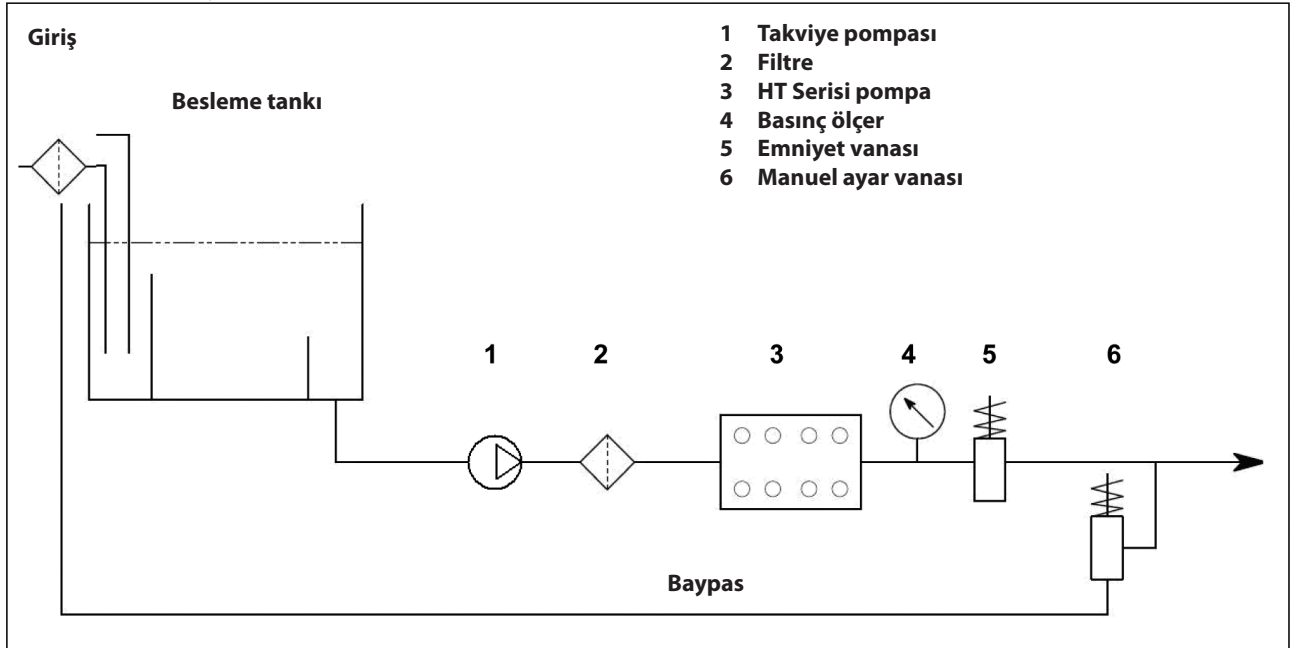 Giriş
Besleme tankı
1 Takviye pompası
2 Filtre
3 HT Serisi pompa
4 Basınç ölçer
5 Emniyet vanası
6 Manuel ayar vanası
1 2 3 4 5 6
Baypas